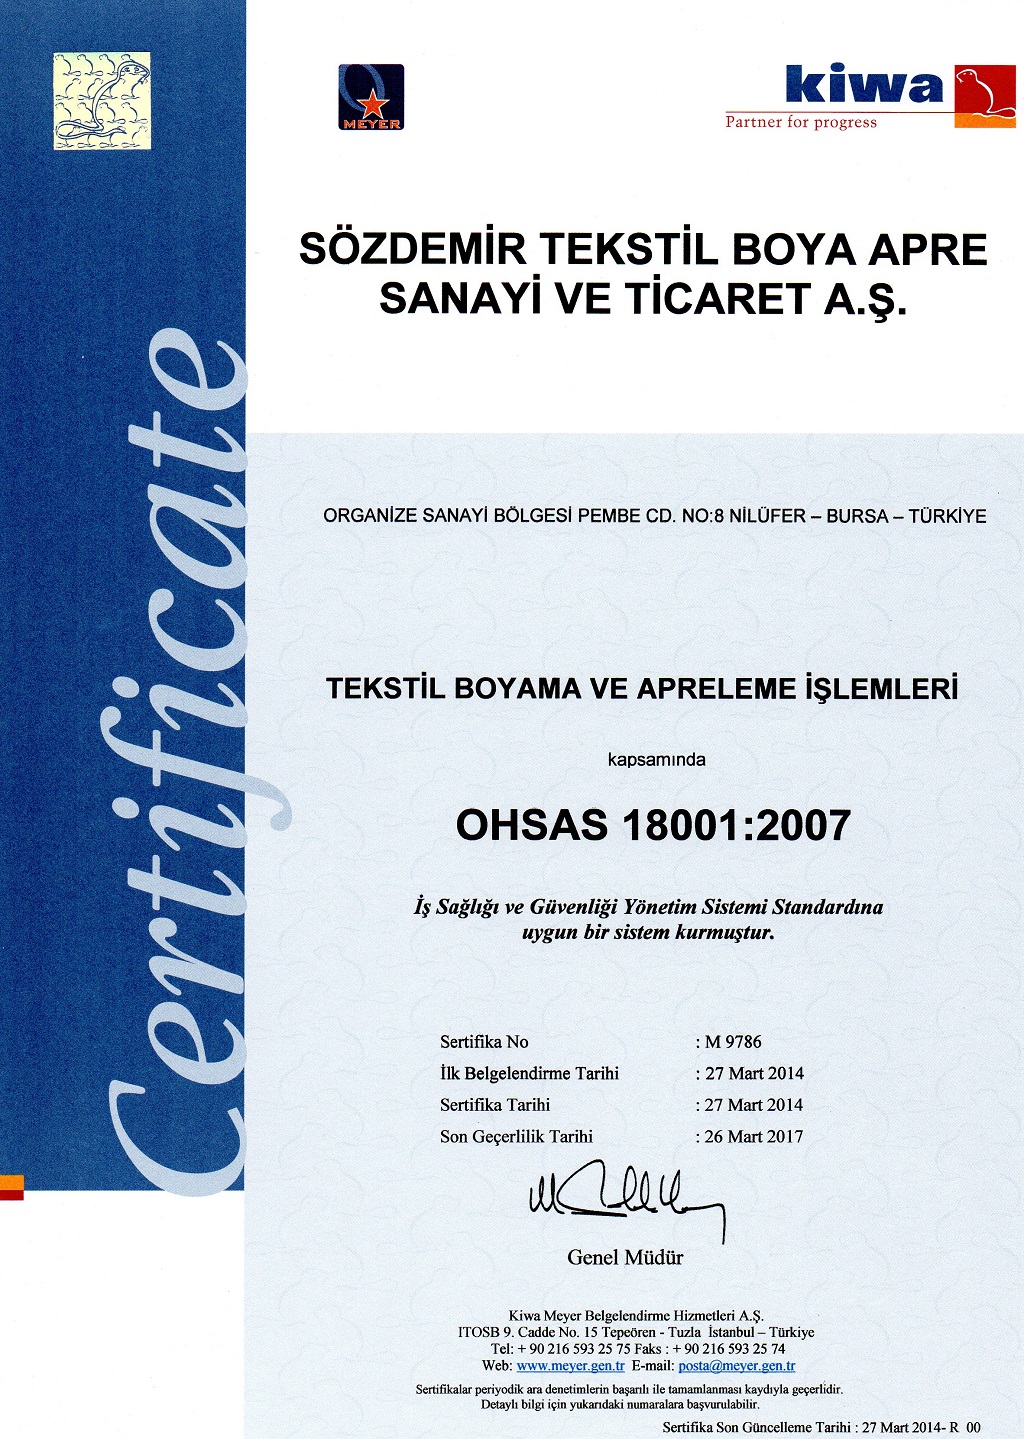 MEYER
kiwa
Partner for progress
SÖZDEMİR TEKSTİL BOYA APRE
SANAYİ VE TİCARET A.Ş.
Certificate
ORGANİZE SANAYİ BÖLGESİ PEMBE CD. NO:8 NİLÜFER – BURSA – TÜRKİYE
TEKSTİL BOYAMA VE APRELEME İŞLEMLERİ
kapsamında
OHSAS 18001:2007
İş Sağlığı ve Güvenliği Yönetim Sistemi Standardına
uygun bir sistem kurmuştur.
Sertifika No : M 9786
İlk Belgelendirme Tarihi : 27 Mart 2014
Sertifika Tarihi : 27 Mart 2014
Son Geçerlilik Tarihi : 26 Mart 2017
Genel Müdür
Kiwa Meyer Belgelendirme Hizmetleri A.Ş.
ITOSB 9. Cadde No. 15 Tepeören - Tuzla İstanbul – Türkiye
Tel: + 90 216 593 25 75 Faks : + 90 216 593 25 74
Web: www.meyer.gen.tr E-mail: posta@meyer.gen.tr
Sertifikalar periyodik ara denetimlerin başarılı ile tamamlanması kaydıyla geçerlidir.
Detaylı bilgi için yukarıdaki numaralara başvurulabilir.
Sertifika Son Güncelleme Tarihi : 27 Mart 2014- R 00